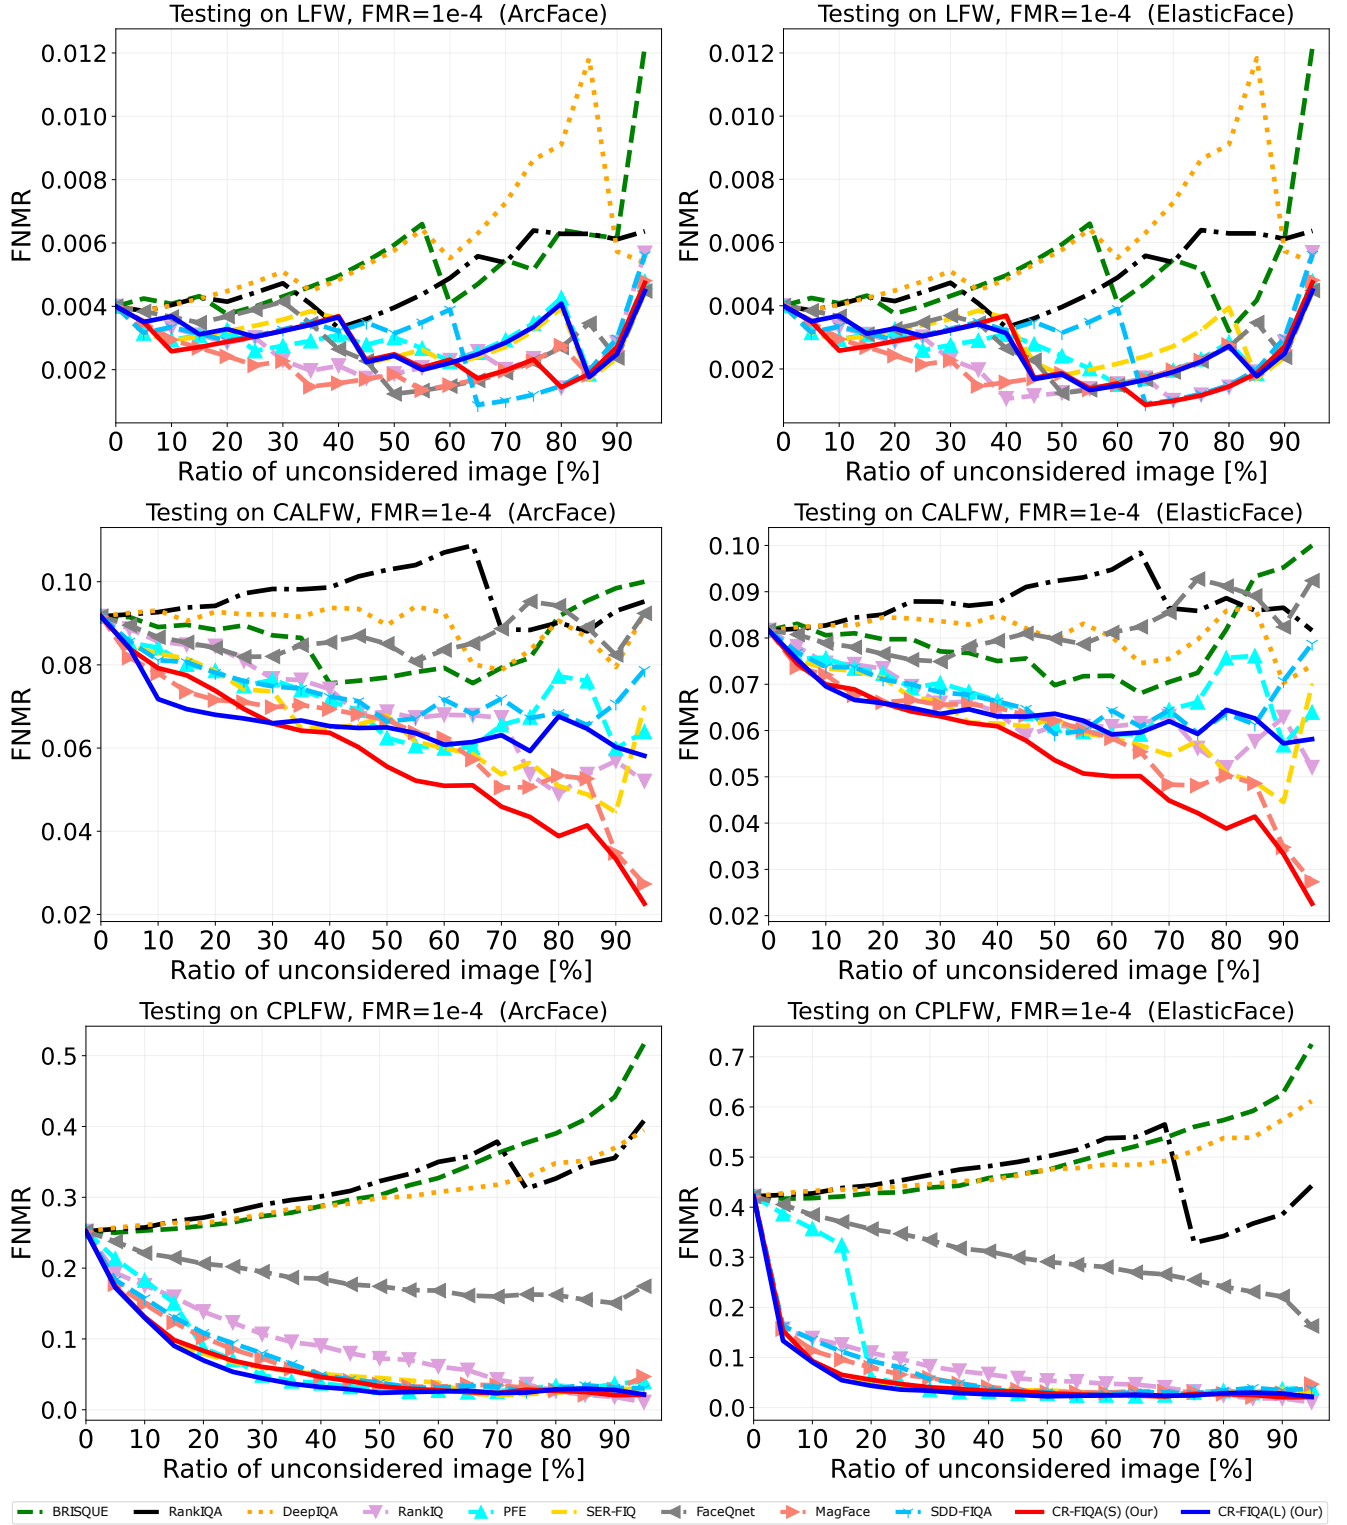 Testing on LFW, FMR=1e-4 (ArcFace)
FNMR
0.012
0.010
0.008
0.006
0.004
0.002
0 10 20 30 40 50 60 70 80 90
Ratio of unconsidered image [%]
Testing on LFW, FMR=1e-4 (ElasticFace)
FNMR
0.012
0.010
0.008
0.006
0.004
0.002
0 10 20 30 40 50 60 70 80 90
Ratio of unconsidered image [%]
Testing on CALFW, FMR=1e-4 (ArcFace)
FNMR
0.10
0.08
0.06
0.04
0.02
0 10 20 30 40 50 60 70 80 90
Ratio of unconsidered image [%]
Testing on CALFW, FMR=1e-4 (ElasticFace)
FNMR
0.10
0.09
0.08
0.07
0.06
0.05
0.04
0.03
0.02
0 10 20 30 40 50 60 70 80 90
Ratio of unconsidered image [%]
Testing on CPLFW, FMR=1e-4 (ArcFace)
FNMR
0.5
0.4
0.3
0.2
0.1
0.0
0 10 20 30 40 50 60 70 80 90
Ratio of unconsidered image [%]
Testing on CPLFW, FMR=1e-4 (ElasticFace)
FNMR
0.7
0.6
0.5
0.4
0.3
0.2
0.1
0.0
0 10 20 30 40 50 60 70 80 90
Ratio of unconsidered image [%]
BRISQUE RankIQA DeepIQA RankIQ PFE SER-FIQ FaceQnet MagFace SDD-FIQA CR-FIQA(S) (Our) CR-FIQA(L) (Our)